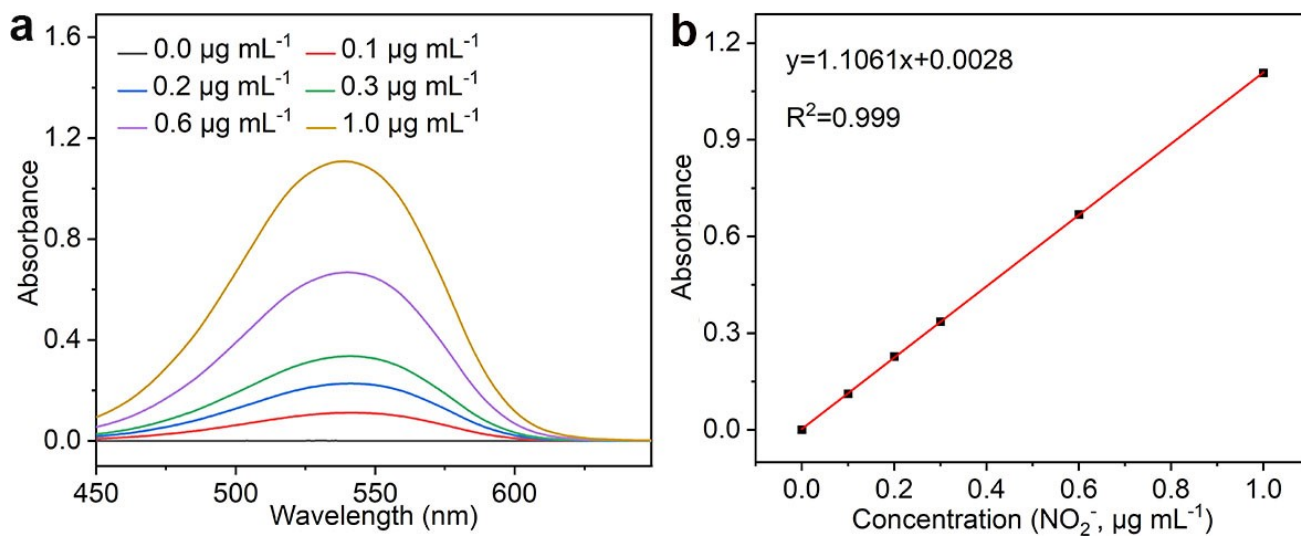 a
0.0 µg mL⁻¹ 0.1 µg mL⁻¹
0.2 µg mL⁻¹ 0.3 µg mL⁻¹
0.6 µg mL⁻¹ 1.0 µg mL⁻¹
1.6
1.2
0.8
0.4
0.0
Absorbance
450 500 550 600
Wavelength (nm)
b
y=1.1061x+0.0028
R²=0.999
1.2
0.9
0.6
0.3
0.0
Absorbance
0.0 0.2 0.4 0.6 0.8 1.0
Concentration (NO₂⁻, µg mL⁻¹)